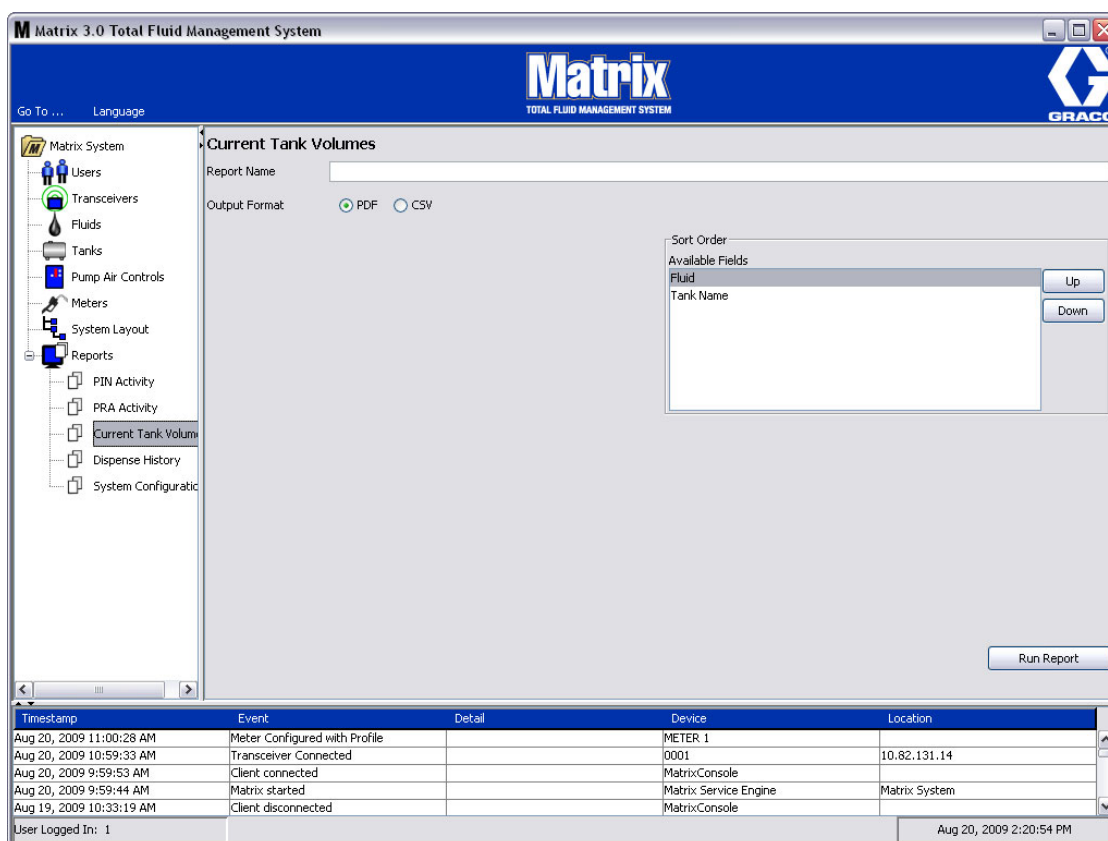 Matrix 3.0 Total Fluid Management System
Matrix
TOTAL FLUID MANAGEMENT SYSTEM
GRACO
Go To ... Language
Matrix System
Users
Transceivers
Fluids
Tanks
Pump Air Controls
Meters
System Layout
Reports
PIN Activity
PRA Activity
Current Tank Volum
Dispense History
System Configuratic
Current Tank Volumes
Report Name
Output Format PDF CSV
Sort Order
Available Fields
Fluid
Tank Name
Up
Down
Run Report
Timestamp Event Detail Device Location
Aug 20, 2009 11:00:28 AM Meter Configured with Profile METER 1
Aug 20, 2009 10:59:33 AM Transceiver Connected 0001 10.82.131.14
Aug 20, 2009 9:59:53 AM Client connected MatrixConsole
Aug 20, 2009 9:59:44 AM Matrix started Matrix Service Engine Matrix System
Aug 19, 2009 10:33:19 AM Client disconnected MatrixConsole
User Logged In: 1 Aug 20, 2009 2:20:54 PM